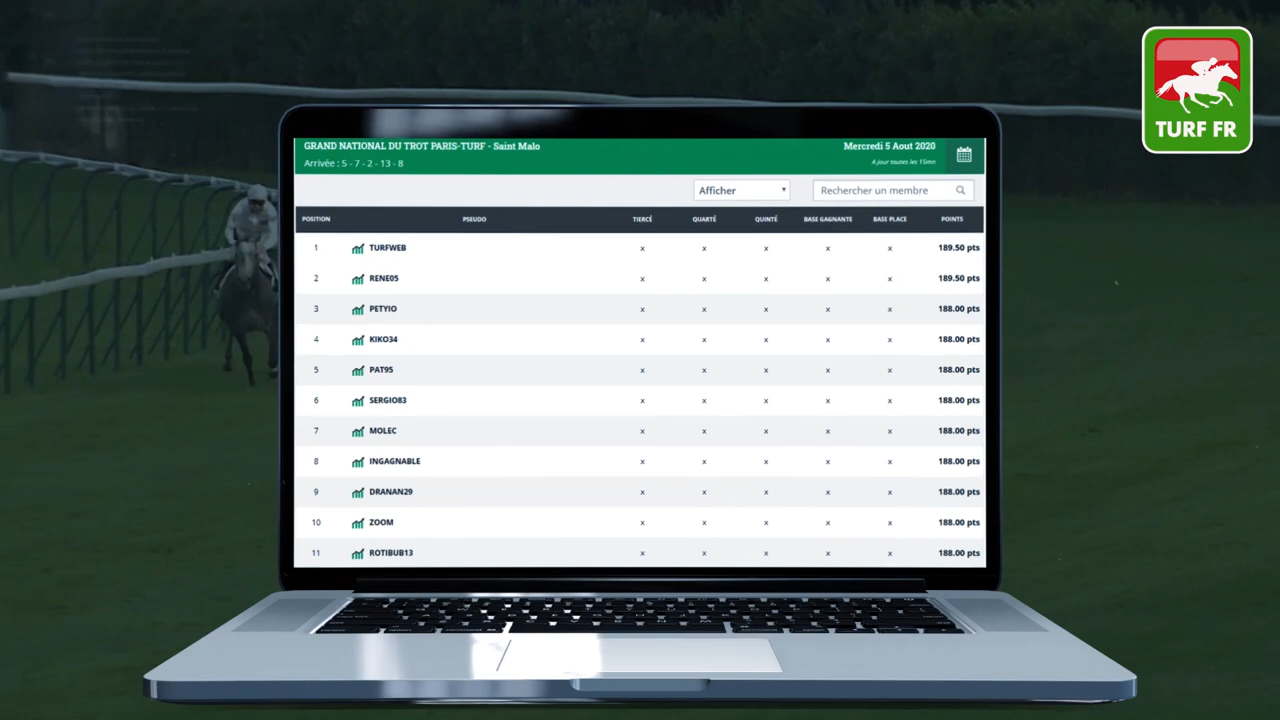 TURF FR
GRAND NATIONAL DU TROT PARIS-TURF - Saint Malo
Mercredi 5 Aout 2020
Arrivée : 5 - 7 - 2 - 13 - 8
A jour toutes les 15mn
Afficher
Rechercher un membre
POSITION PSEUDO TIERCÉ QUARTÉ QUINTÉ BASE GAGNANTE BASE PLACE POINTS
1 TURFWEB x x x x x 189.50 pts
2 RENE05 x x x x x 189.50 pts
3 PETYIO x x x x x 188.00 pts
4 KIKO34 x x x x x 188.00 pts
5 PAT95 x x x x x 188.00 pts
6 SERGIO83 x x x x x 188.00 pts
7 MOLEC x x x x x 188.00 pts
8 INGAGNABLE x x x x x 188.00 pts
9 DRANAN29 x x x x x 188.00 pts
10 ZOOM x x x x x 188.00 pts
11 ROTIBUB13 x x x x x 188.00 pts